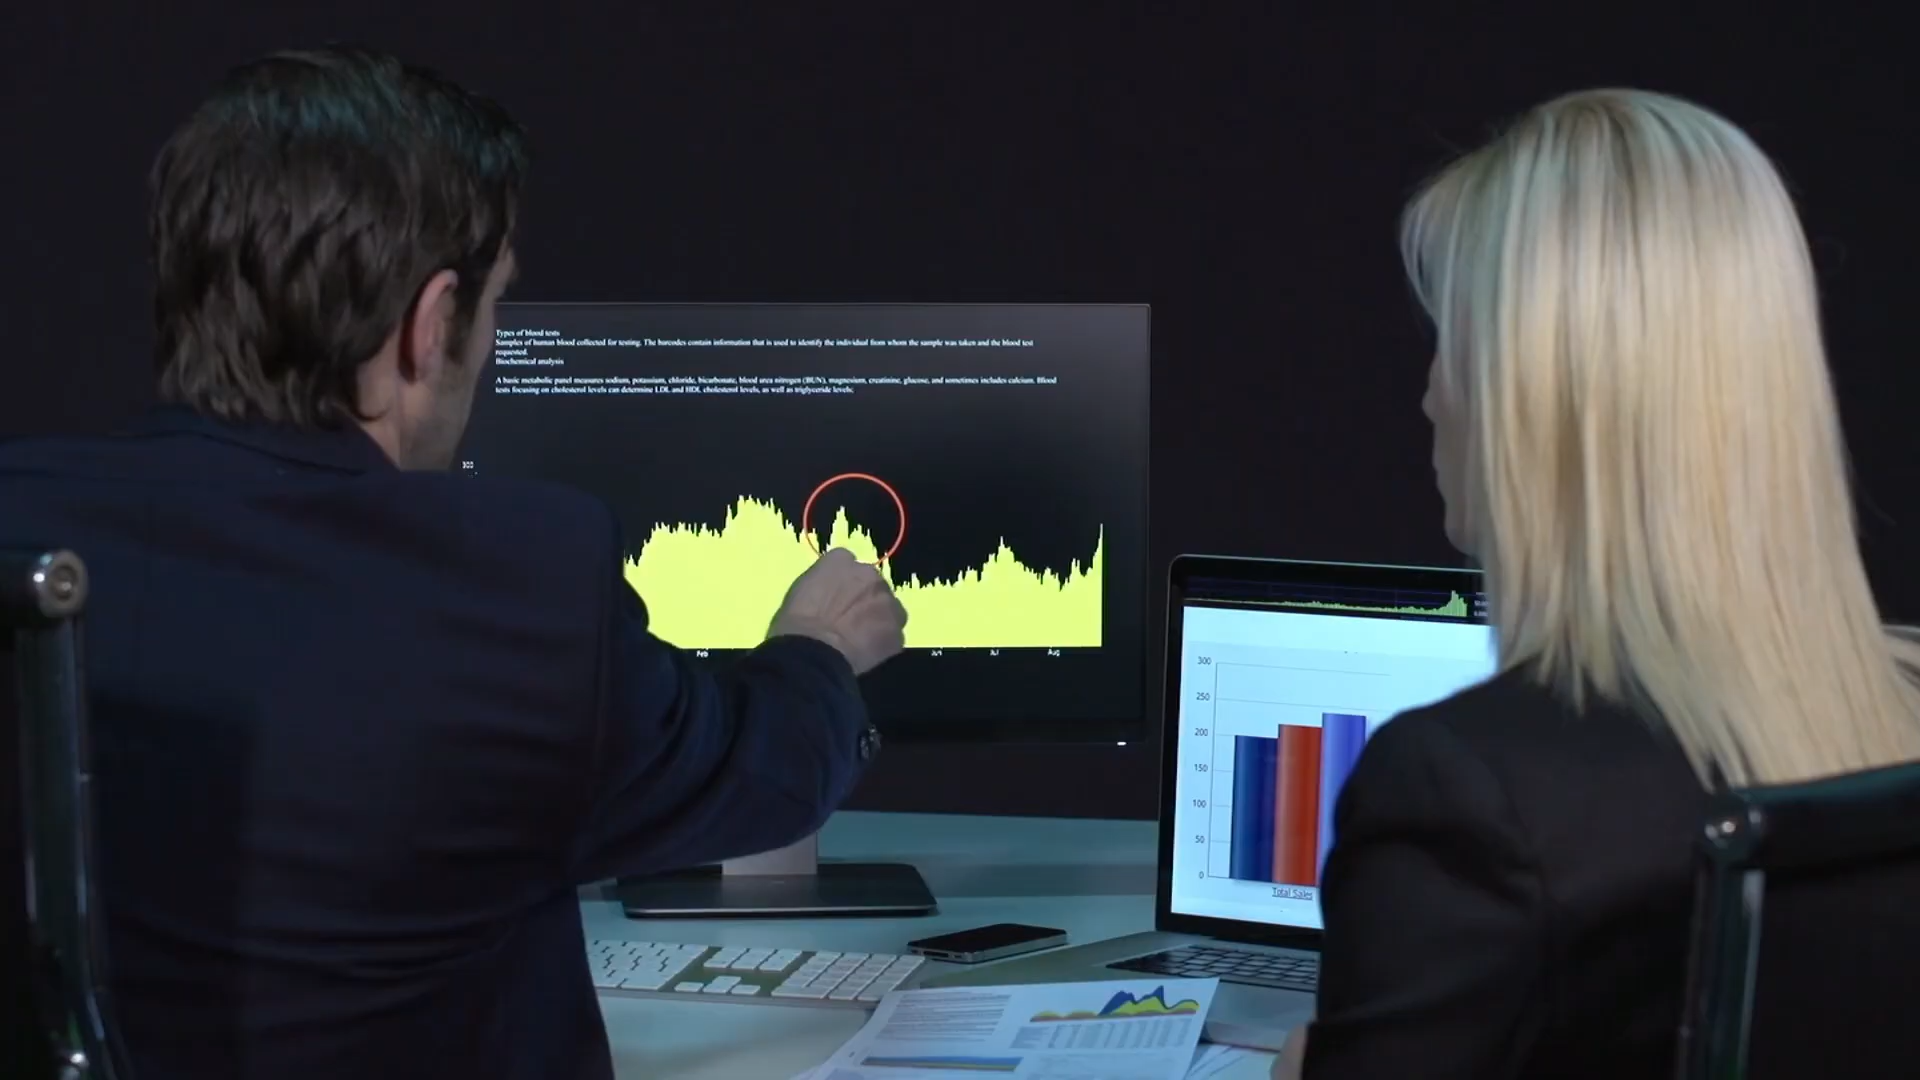 Types of blood tests
Samples of human blood collected for testing. The barcodes contain information that is used to identify the individual from whom the sample was taken and the blood test
requested.
Biochemical analysis
A basic metabolic panel measures sodium, potassium, chloride, bicarbonate, blood urea nitrogen (BUN), magnesium, creatinine, glucose, and sometimes includes calcium. Blood
tests focusing on cholesterol levels can determine LDL and HDL cholesterol levels, as well as triglyceride levels.
300
Feb
Jun
Jul
Aug
300
250
200
150
100
50
0
Total Sales